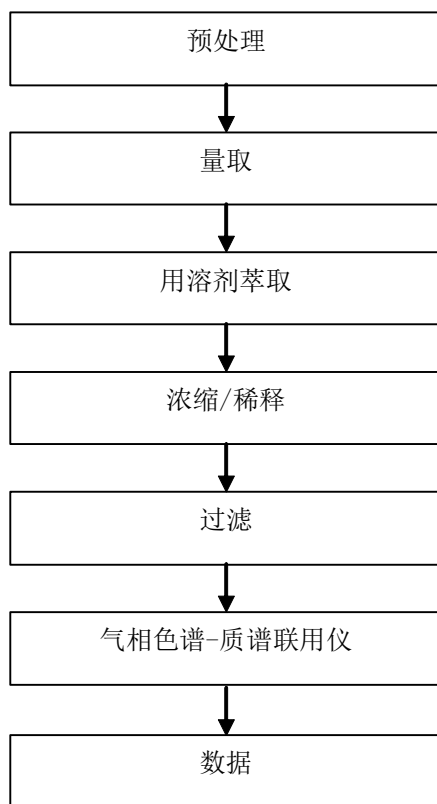 预处理
量取
用溶剂萃取
浓缩/稀释
过滤
气相色谱-质谱联用仪
数据